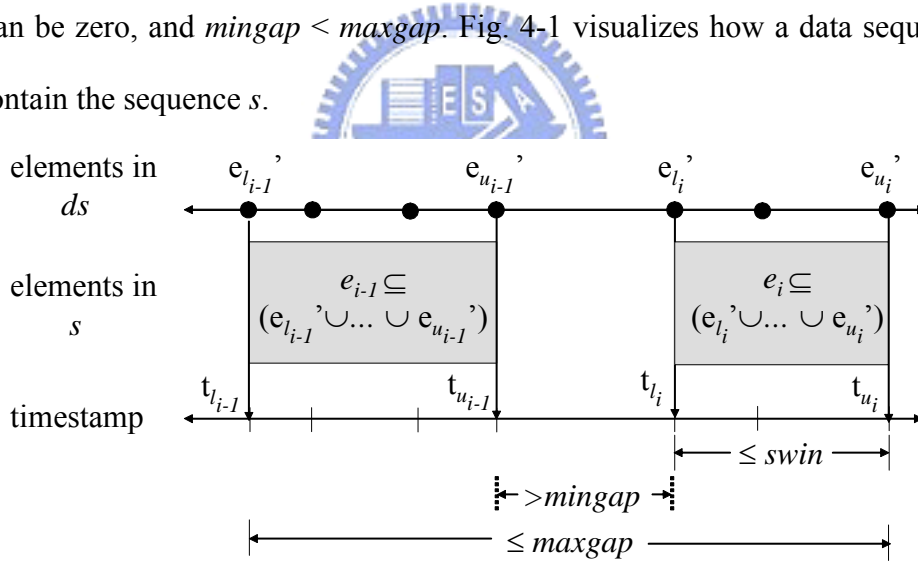 an be zero, and mingap < maxgap. Fig. 4-1 visualizes how a data sequ
ontain the sequence s.
E S A
elements in
ds
e_{l_{i-1}}’ e_{u_{i-1}}’ e_{l_i}’ e_{u_i}’
elements in
s
e_{i-1} ⊆
(e_{l_{i-1}}’∪... ∪ e_{u_{i-1}}’)
e_i ⊆
(e_{l_i}’∪... ∪ e_{u_i}’)
timestamp
t_{l_{i-1}} t_{u_{i-1}} t_{l_i} t_{u_i}
≤ swin
>mingap
≤ maxgap